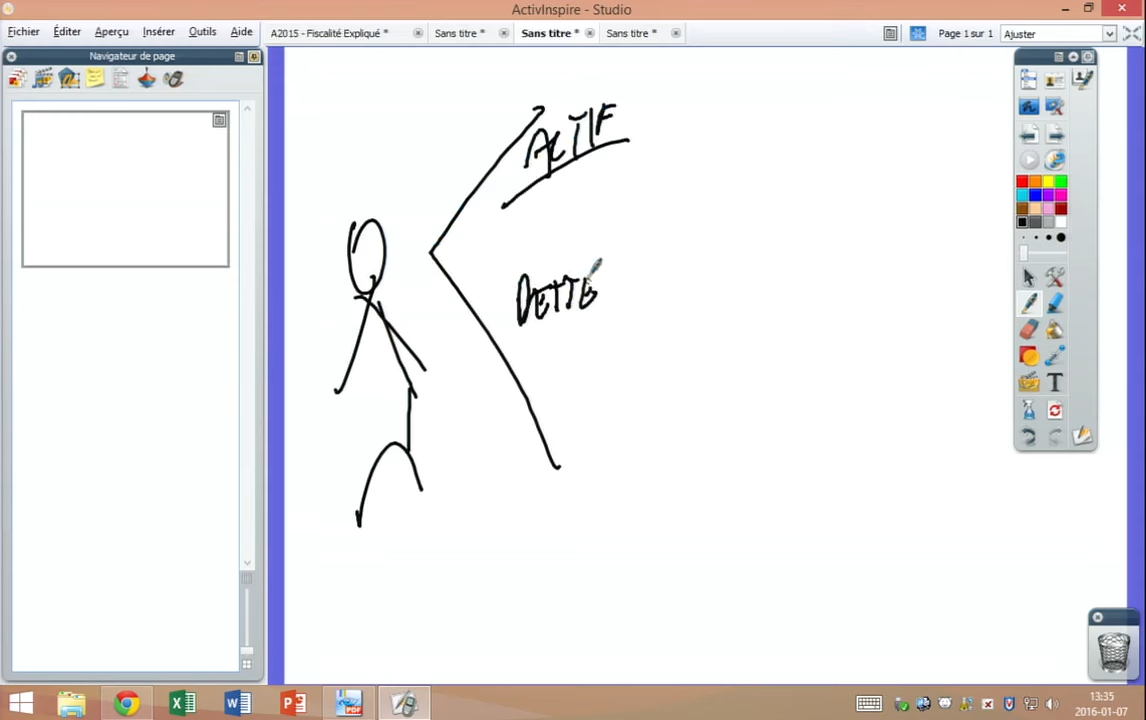 ActivInspire - Studio
Fichier Éditer Aperçu Insérer Outils Aide
A2015 - Fiscalité Expliqué * Sans titre * Sans titre * Sans titre *
Page 1 sur 1 Ajuster
Navigateur de page
ACTIF
DETTE
T
13:35
2016-01-07